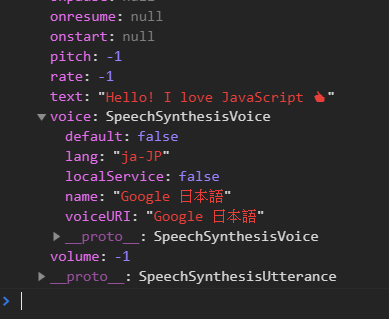 onresume: null
onstart: null
pitch: -1
rate: -1
text: "Hello! I love JavaScript 👍"
voice: SpeechSynthesisVoice
default: false
lang: "ja-JP"
localService: false
name: "Google 日本語"
voiceURI: "Google 日本語"
__proto__: SpeechSynthesisVoice
volume: -1
__proto__: SpeechSynthesisUtterance